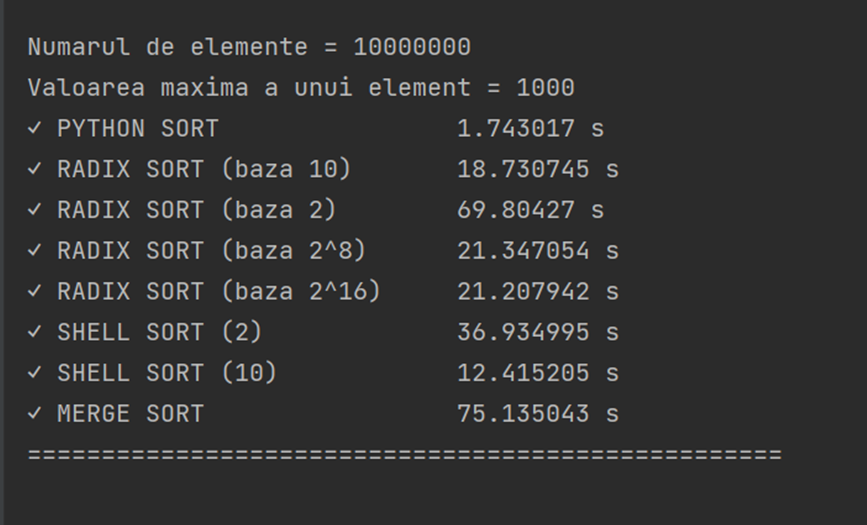 Numarul de elemente = 10000000
Valoarea maxima a unui element = 1000
✓ PYTHON SORT 1.743017 s
✓ RADIX SORT (baza 10) 18.730745 s
✓ RADIX SORT (baza 2) 69.80427 s
✓ RADIX SORT (baza 2^8) 21.347054 s
✓ RADIX SORT (baza 2^16) 21.207942 s
✓ SHELL SORT (2) 36.934995 s
✓ SHELL SORT (10) 12.415205 s
✓ MERGE SORT 75.135043 s
===================================================